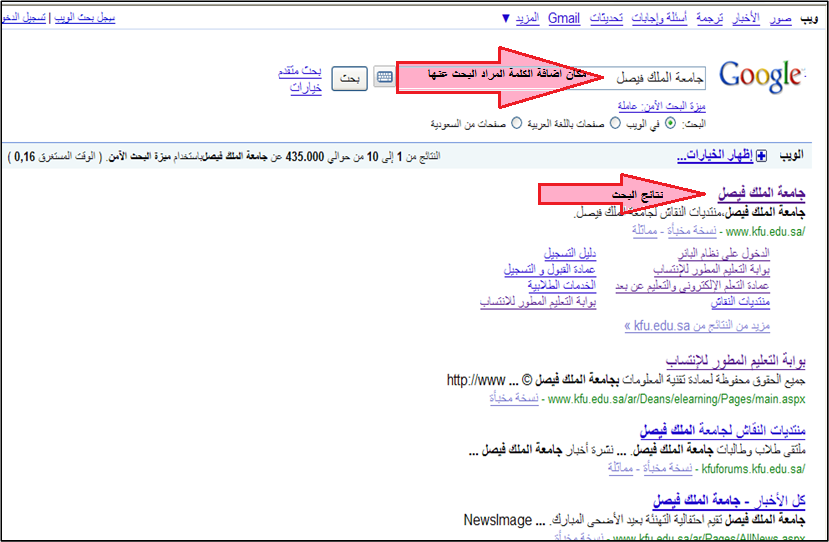 ويب صور الأخبار ترجمة أسئلة وإجابات تحديثات Gmail المزيد ▼
سجل بحث الويب | تسجيل الدخو
Google
جامعة الملك فيصل
مكان اضافة الكلمة المراد البحث عنها
بحث
بحث متقدم
خيارات
ميزة البحث الآمن: عاملة
البحث: في الويب صفحات باللغة العربية صفحات من السعودية
الويب إظهار الخيارات...
النتائج من 1 إلى 10 من حوالي 435.000 عن جامعة الملك فيصل باستخدام ميزة البحث الآمن. ( الوقت المستغرق 0,16 )
جامعة الملك فيصل
نتائج البحث
جامعة الملك فيصل،منتديات النقاش لجامعة الملك فيصل.
www.kfu.edu.sa/ - نسخة مخبأة - مماثلة
الدخول على نظام البانر
دليل التسجيل
بوابة التعليم المطور للإنتساب
عمادة القبول و التسجيل
عمادة التعلم الإلكتروني والتعليم عن بعد
الخدمات الطلابية
منتديات النقاش
بوابة التعليم المطور للانتساب
مزيد من النتائج من kfu.edu.sa »
بوابة التعليم المطور للإنتساب
جميع الحقوق محفوظة لعمادة تقنية المعلومات بجامعة الملك فيصل © ... http://www
www.kfu.edu.sa/ar/Deans/elearning/Pages/main.aspx - نسخة مخبأة
منتديات النقاش لجامعة الملك فيصل
ملتقى طلاب وطالبات جامعة الملك فيصل. ... نشرة أخبار جامعة الملك فيصل ...
kfuforums.kfu.edu.sa/ - نسخة مخبأة - مماثلة
كل الأخبار - جامعة الملك فيصل
جامعة الملك فيصل تقيم احتفالية التهنئة بعيد الأضحى المبارك. ... NewsImage
www.kfu.edu.sa/ar/Pages/AllNews.aspx